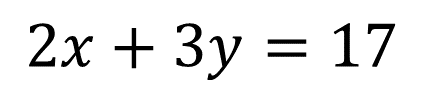 2x + 3y = 17